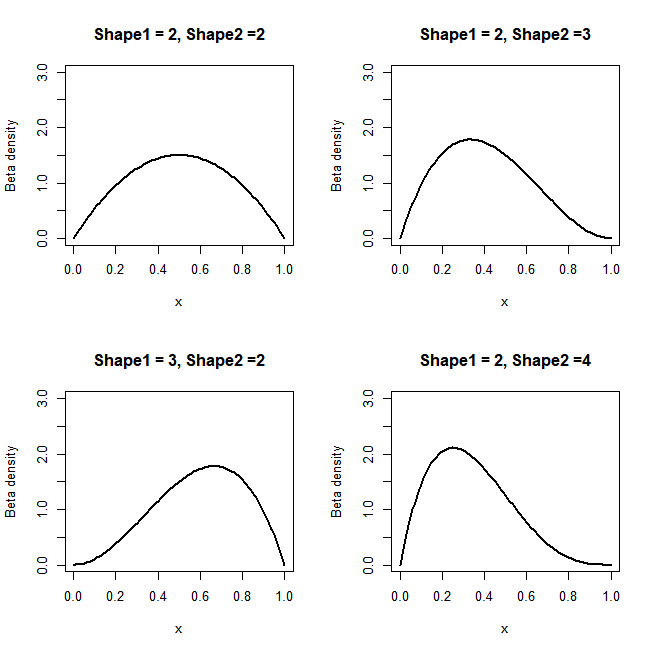 Shape1 = 2, Shape2 =2
Beta density
3.0
2.0
1.0
0.0
0.0 0.2 0.4 0.6 0.8 1.0
x
Shape1 = 2, Shape2 =3
Beta density
3.0
2.0
1.0
0.0
0.0 0.2 0.4 0.6 0.8 1.0
x
Shape1 = 3, Shape2 =2
Beta density
3.0
2.0
1.0
0.0
0.0 0.2 0.4 0.6 0.8 1.0
x
Shape1 = 2, Shape2 =4
Beta density
3.0
2.0
1.0
0.0
0.0 0.2 0.4 0.6 0.8 1.0
x